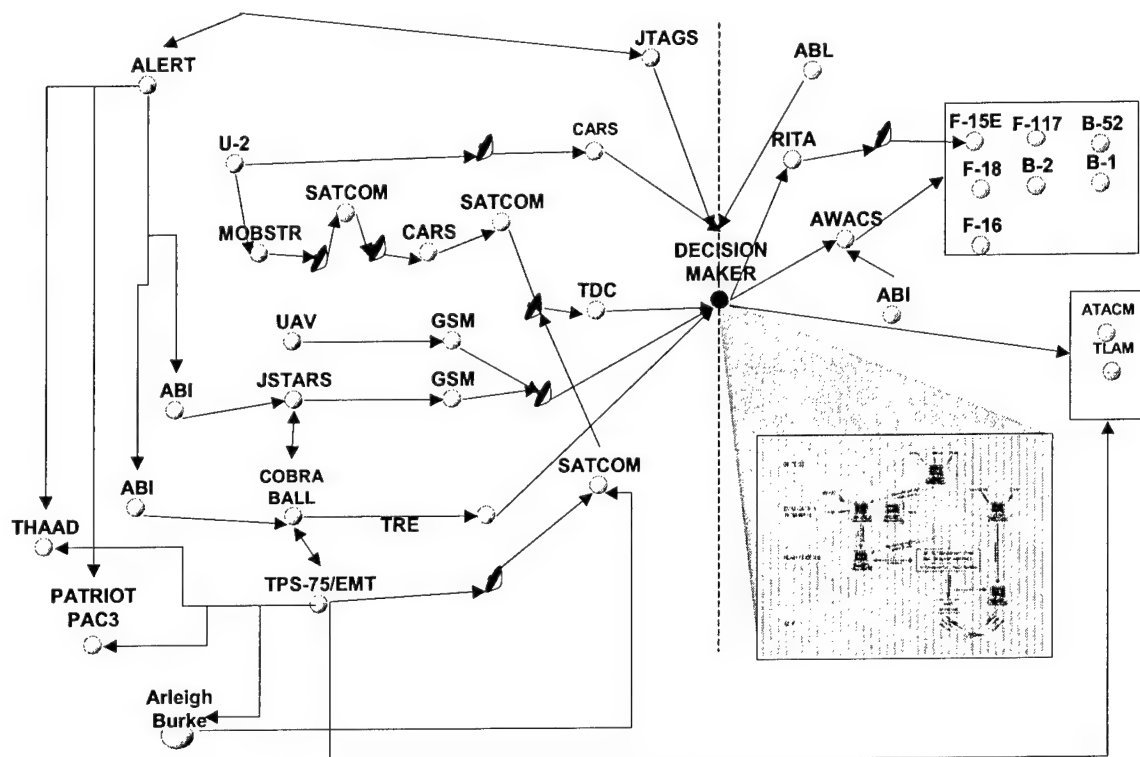 JTAGS
ABL
ALERT
F-15E
F-117
B-52
CARS
RITA
U-2
F-18
B-2
B-1
SATCOM
SATCOM
AWACS
F-16
MOBSTR
CARS
DECISION
MAKER
TDC
ABI
ATACM
UAV
GSM
TLAM
ABI
JSTARS
GSM
COBRA
BALL
SATCOM
ABI
TRE
THAAD
TPS-75/EMT
PATRIOT
PAC3
Arleigh
Burke